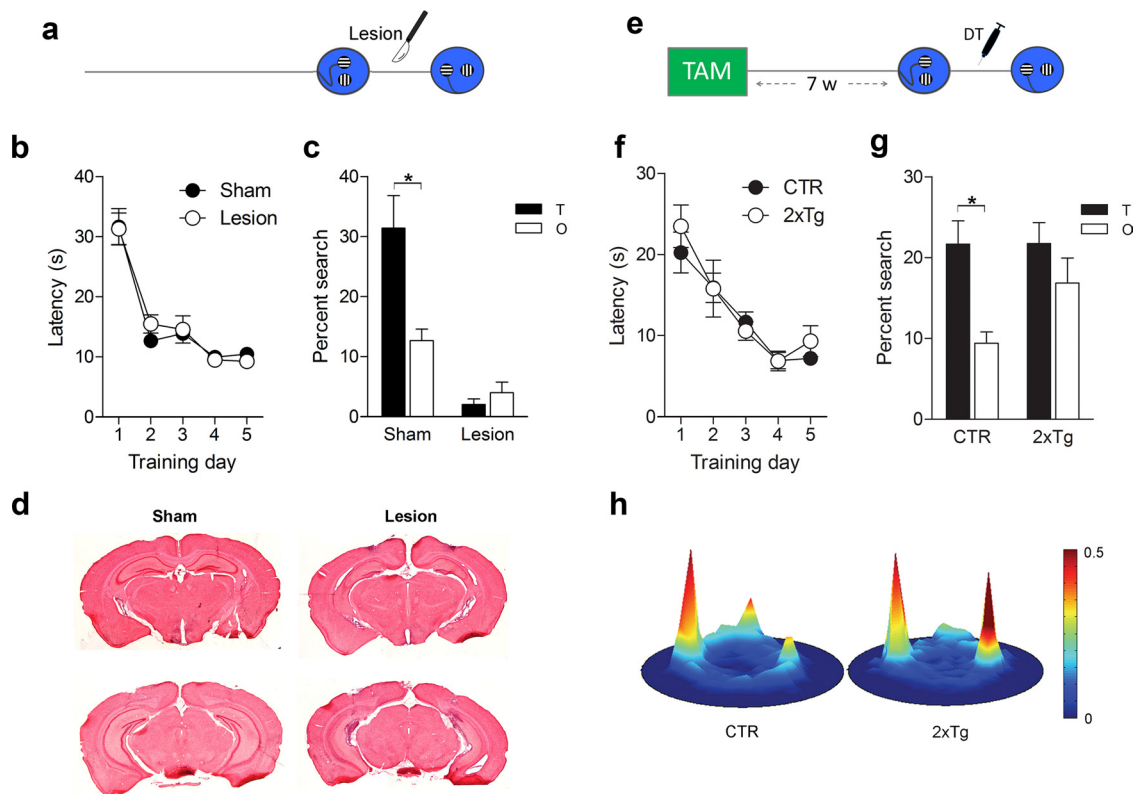 a
Lesion
b
Latency (s)
40
30
20
10
0
Sham
Lesion
1 2 3 4 5
Training day
c
Percent search
40
30
20
10
0
*
T
O
Sham Lesion
d
Sham Lesion
e
TAM
7 w
DT
f
Latency (s)
30
20
10
0
CTR
2xTg
1 2 3 4 5
Training day
g
Percent search
30
20
10
0
*
T
O
CTR 2xTg
h
0.5
0
CTR 2xTg